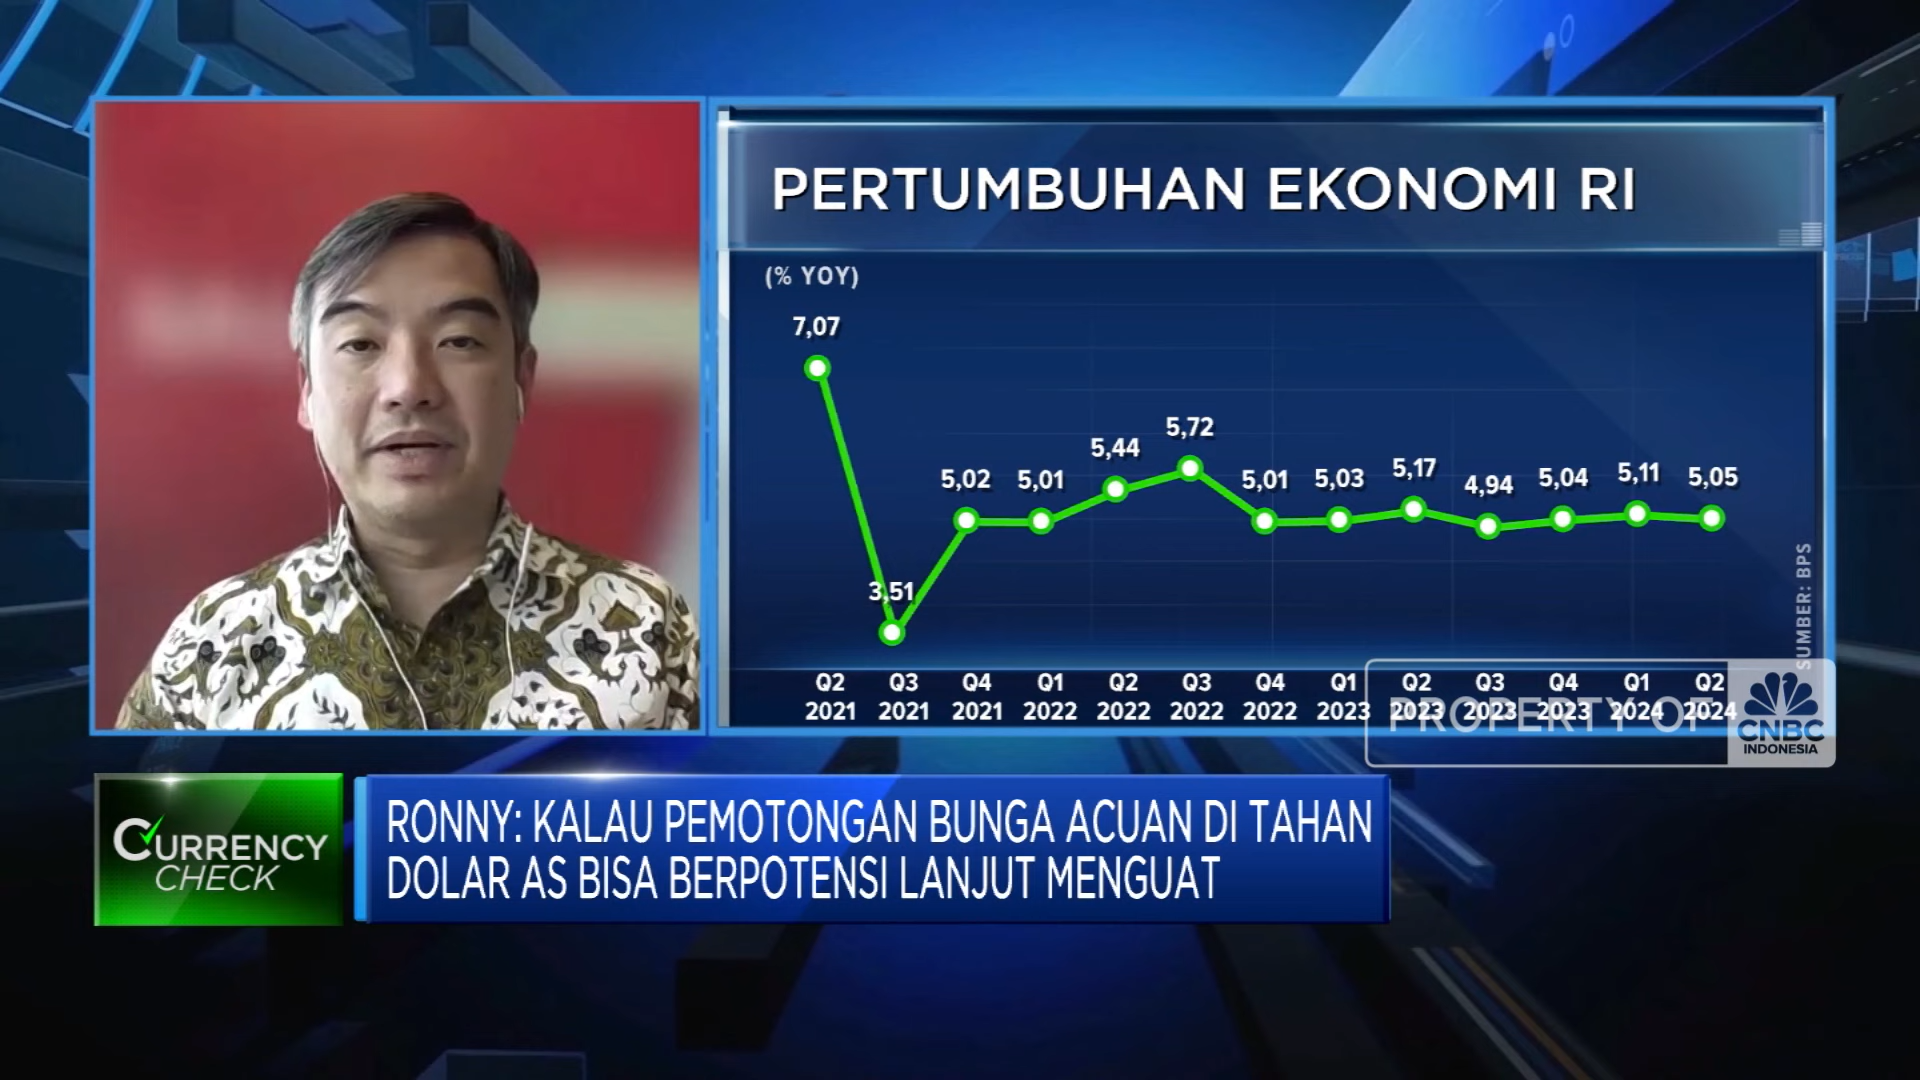 PERTUMBUHAN EKONOMI RI
(% YOY)
7,07
3,51
5,02
5,01
5,44
5,72
5,01
5,03
5,17
4,94
5,04
5,11
5,05
Q2 Q3 Q4 Q1 Q2 Q3 Q4 Q1 Q2 Q3 Q4 Q1 Q2
2021 2021 2021 2022 2022 2022 2022 2023 2023 2023 2023 2024 2024
SUMBER: BPS
PROPERTY OF
CNBC
INDONESIA
CURRENCY
CHECK
RONNY: KALAU PEMOTONGAN BUNGA ACUAN DI TAHAN
DOLAR AS BISA BERPOTENSI LANJUT MENGUAT